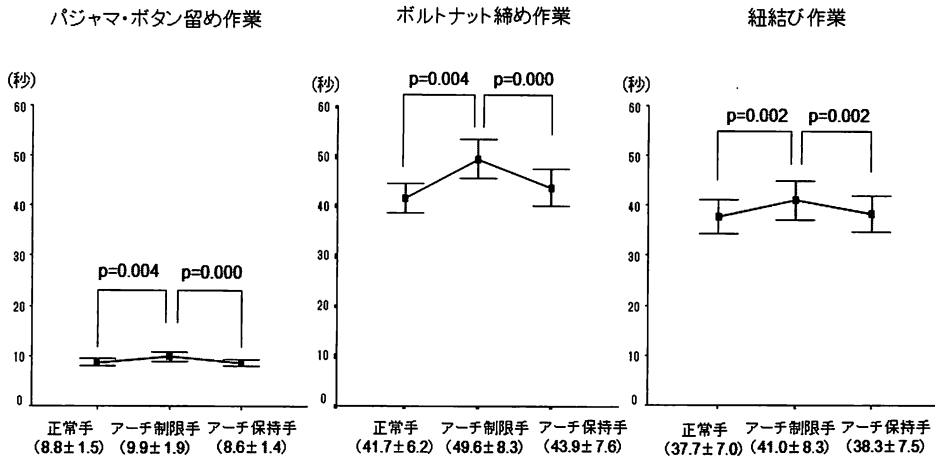 パジャマ・ボタン留め作業
(秒)
60
50
40
30
20
10
0
p=0.004
p=0.000
正常手
アーチ制限手
アーチ保持手
(8.8±1.5)
(9.9±1.9)
(8.6±1.4)
ボルトナット締め作業
(秒)
60
50
40
30
20
10
0
p=0.004
p=0.000
正常手
アーチ制限手
アーチ保持手
(41.7±6.2)
(49.6±8.3)
(43.9±7.6)
紐結び作業
(秒)
60
50
40
30
20
10
0
p=0.002
p=0.002
正常手
アーチ制限手
アーチ保持手
(37.7±7.0)
(41.0±8.3)
(38.3±7.5)